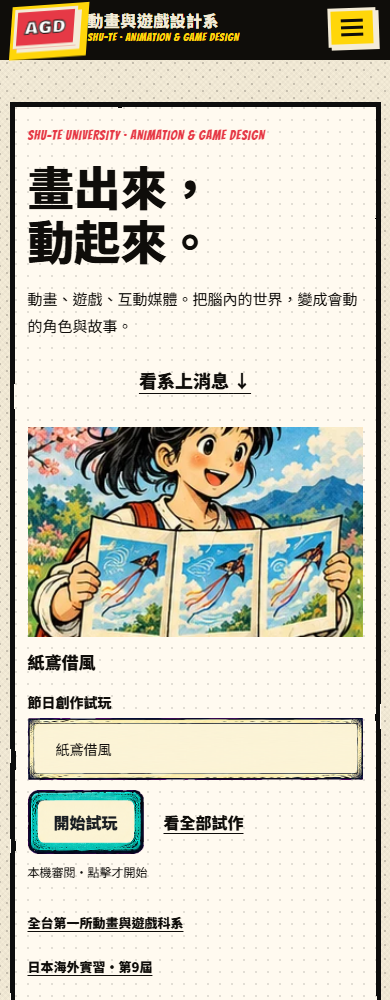 AGD
動畫與遊戲設計系
SHU-TE · ANIMATION & GAME DESIGN
SHU-TE UNIVERSITY · ANIMATION & GAME DESIGN
畫出來，
動起來。
動畫、遊戲、互動媒體。把腦內的世界，變成會動
的角色與故事。
看系上消息 ↓
紙鳶借風
節日創作試玩
紙鳶借風
開始試玩
看全部試作
本機審閱・點擊才開始
全台第一所動畫與遊戲科系
日本海外實習・第9屆